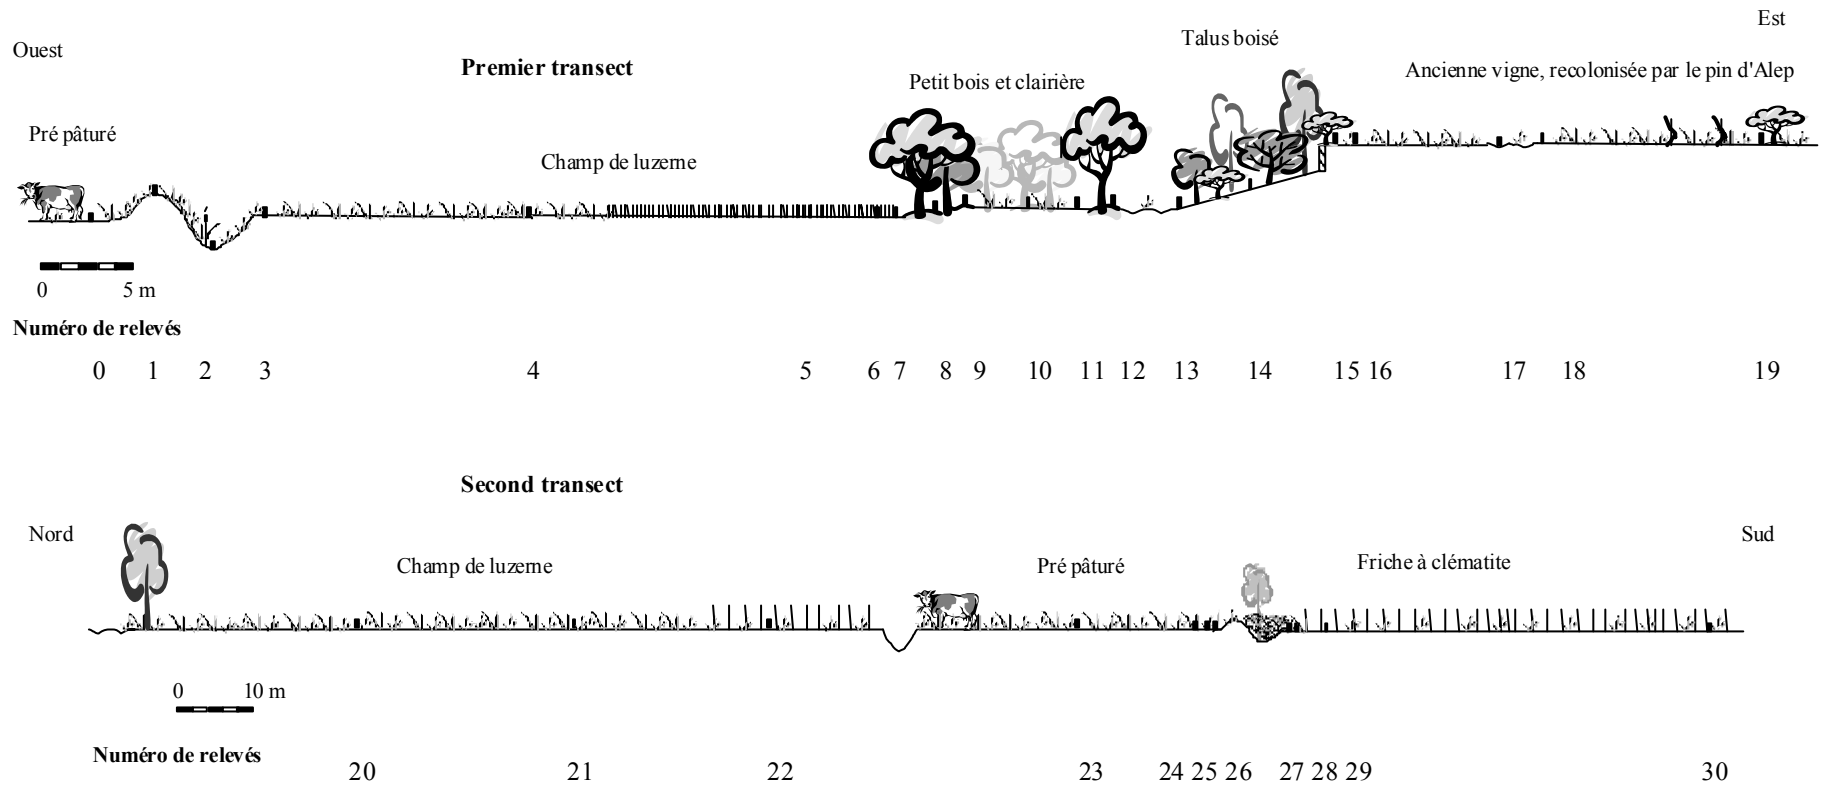 Est
Ouest
Talus boisé
Premier transect
Petit bois et clairière
Ancienne vigne, recolonisée par le pin d'Alep
Pré pâturé
Champ de luzerne
0 5 m
Numéro de relevés
0 1 2 3 4 5 6 7 8 9 10 11 12 13 14 15 16 17 18 19
Second transect
Nord
Sud
Champ de luzerne
Pré pâturé
Friche à clématite
0 10 m
Numéro de relevés
20 21 22 23 24 25 26 27 28 29 30